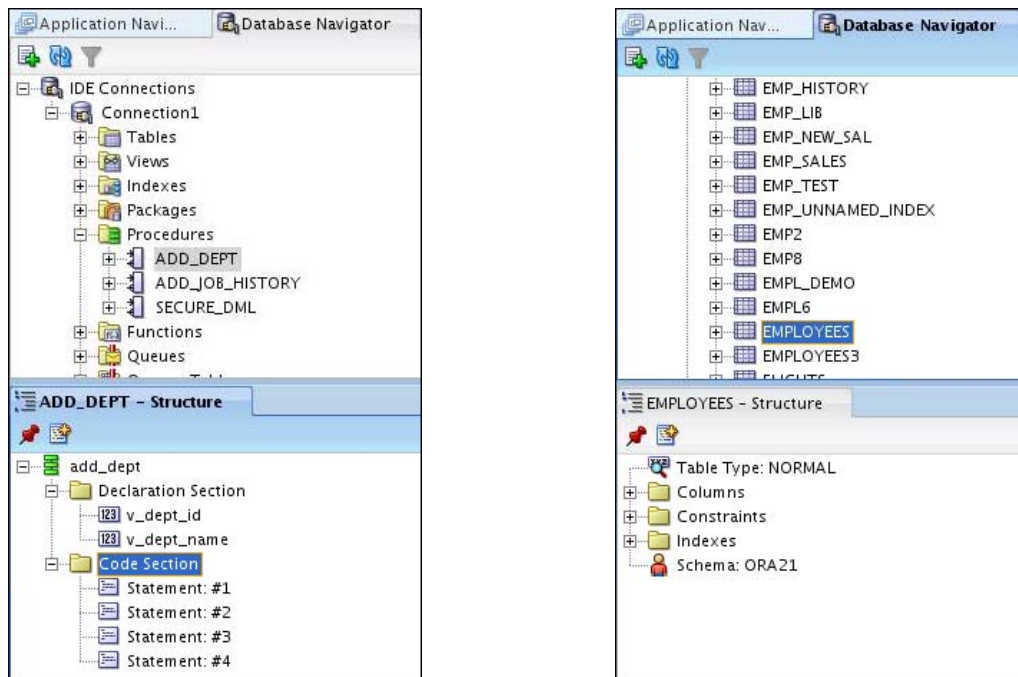 Application Navi...
Database Navigator
IDE Connections
Connection1
Tables
Views
Indexes
Packages
Procedures
ADD_DEPT
ADD_JOB_HISTORY
SECURE_DML
Functions
Queues
ADD_DEPT - Structure
add_dept
Declaration Section
v_dept_id
v_dept_name
Code Section
Statement: #1
Statement: #2
Statement: #3
Statement: #4
Application Nav...
Database Navigator
EMP_HISTORY
EMP_LIB
EMP_NEW_SAL
EMP_SALES
EMP_TEST
EMP_UNNAMED_INDEX
EMP2
EMP8
EMPL_DEMO
EMPL6
EMPLOYEES
EMPLOYEES3
EMPLOYEES - Structure
Table Type: NORMAL
Columns
Constraints
Indexes
Schema: ORA21